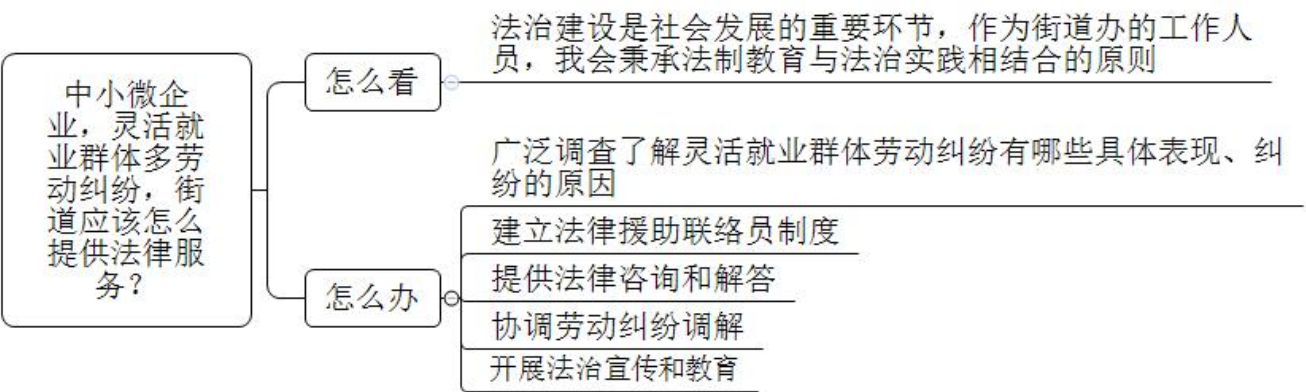 中小微企
业，灵活就
业群体多劳
动纠纷，街
道应该怎么
提供法律服
务？
怎么看
法治建设是社会发展的重要环节，作为街道办的工作人
员，我会秉承法制教育与法治实践相结合的原则
怎么办
广泛调查了解灵活就业群体劳动纠纷有哪些具体表现、纠
纷的原因
建立法律援助联络员制度
提供法律咨询和解答
协调劳动纠纷调解
开展法治宣传和教育